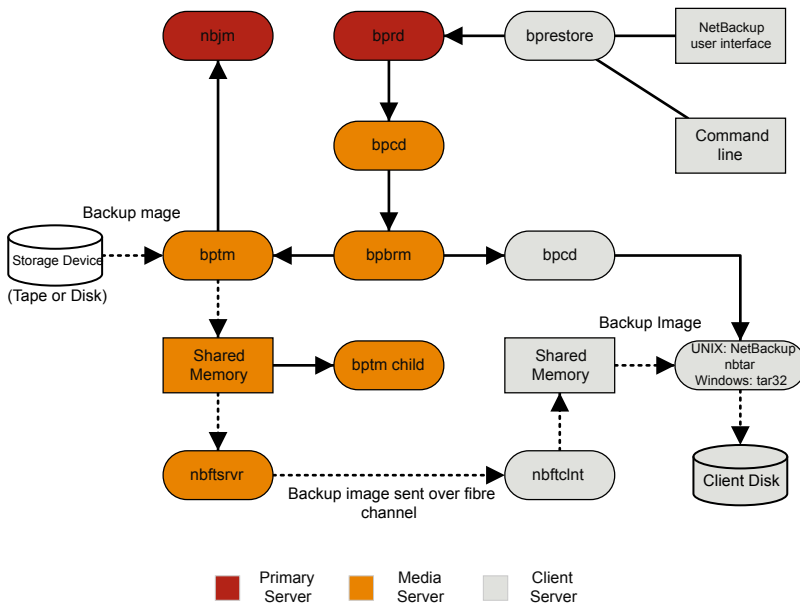 nbjm
bprd
bprestore
NetBackup
user interface
Command
line
bpcd
Backup mage
Storage Device
(Tape or Disk)
bptm
bpbrm
bpcd
Backup Image
Shared
Memory
bptm child
Shared
Memory
UNIX: NetBackup
nbtar
Windows: tar32
nbftsrvr
Backup image sent over fibre
channel
nbftclnt
Client Disk
Primary
Server
Media
Server
Client
Server